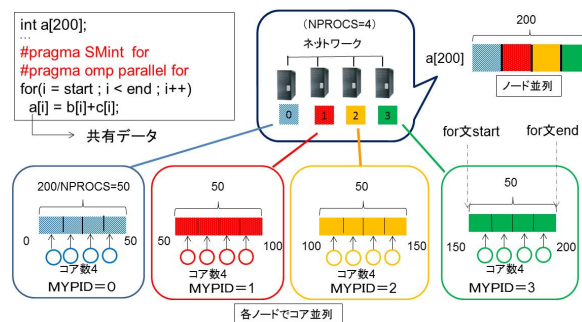 int a[200];
…
#pragma SMint for
#pragma omp parallel for
for(i = start ; i < end ; i++)
a[i] = b[i]+c[i];
共有データ
(NPROCS=4)
ネットワーク
0
1
2
3
200
a[200]
ノード並列
for文start
for文end
200/NPROCS=50
0
50
コア数4
MYPID=0
50
50
100
コア数4
MYPID=1
50
100
150
コア数4
MYPID=2
50
150
200
コア数4
MYPID=3
各ノードでコア並列